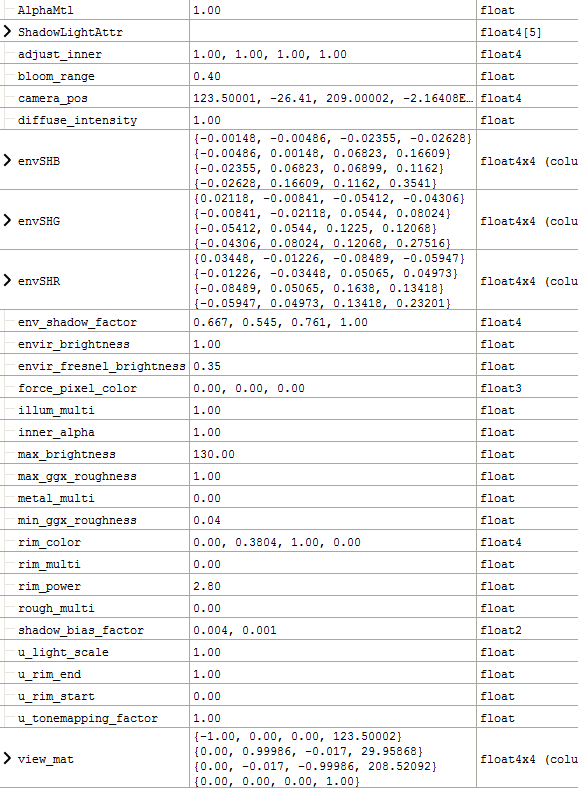 AlphaMtl 1.00 float
ShadowLightAttr float4[5]
adjust_inner 1.00, 1.00, 1.00, 1.00 float4
bloom_range 0.40 float
camera_pos 123.50001, -26.41, 209.00002, -2.16408E… float4
diffuse_intensity 1.00 float
{-0.00148, -0.00486, -0.02355, -0.02628}
{-0.00486, 0.00148, 0.06823, 0.16609}
envSHB float4x4 (colu
{-0.02355, 0.06823, 0.06899, 0.1162}
{-0.02628, 0.16609, 0.1162, 0.3541}
{0.02118, -0.00841, -0.05412, -0.04306}
{-0.00841, -0.02118, 0.0544, 0.08024}
envSHG float4x4 (colu
{-0.05412, 0.0544, 0.1225, 0.12068}
{-0.04306, 0.08024, 0.12068, 0.27516}
{0.03448, -0.01226, -0.08489, -0.05947}
{-0.01226, -0.03448, 0.05065, 0.04973}
envSHR float4x4 (colu
{-0.08489, 0.05065, 0.1638, 0.13418}
{-0.05947, 0.04973, 0.13418, 0.23201}
env_shadow_factor 0.667, 0.545, 0.761, 1.00 float4
envir_brightness 1.00 float
envir_fresnel_brightness 0.35 float
force_pixel_color 0.00, 0.00, 0.00 float3
illum_multi 1.00 float
inner_alpha 1.00 float
max_brightness 130.00 float
max_ggx_roughness 1.00 float
metal_multi 0.00 float
min_ggx_roughness 0.04 float
rim_color 0.00, 0.3804, 1.00, 0.00 float4
rim_multi 0.00 float
rim_power 2.80 float
rough_multi 0.00 float
shadow_bias_factor 0.004, 0.001 float2
u_light_scale 1.00 float
u_rim_end 1.00 float
u_rim_start 0.00 float
u_tonemapping_factor 1.00 float
{-1.00, 0.00, 0.00, 123.50002}
{0.00, 0.99986, -0.017, 29.95868}
view_mat float4x4 (colu
{0.00, -0.017, -0.99986, 208.52092}
{0.00, 0.00, 0.00, 1.00}